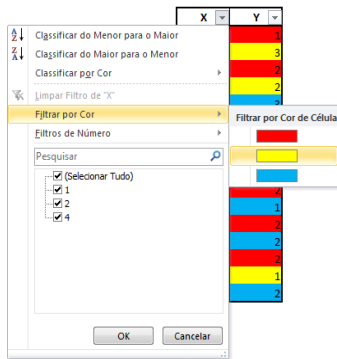 X Y
Classificar do Menor para o Maior 1
Classificar do Maior para o Menor 3
Classificar por Cor 2
Limpar Filtro de "X" 2
Filtrar por Cor Filtrar por Cor de Célula
Filtros de Número
Pesquisar
(Selecionar Tudo)
1 2
2 1
4 2
2
2
1
2
OK Cancelar